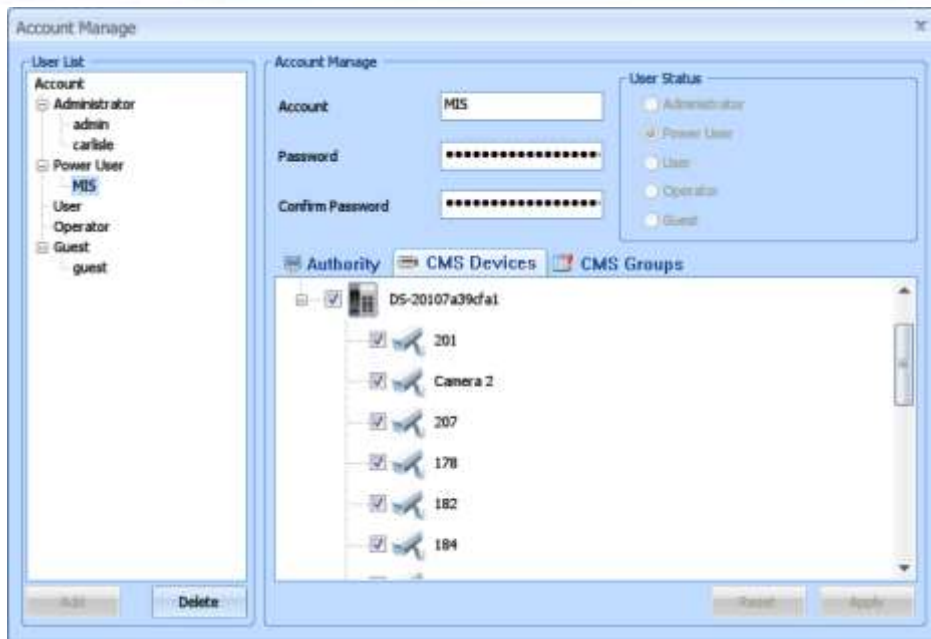 Account Manage
User List
Account
Administrator
admin
carlisle
Power User
MIS
User
Operator
Guest
guest
Add
Delete
Account Manage
Account
MIS
Password
Confirm Password
User Status
Administrator
Power User
User
Operator
Guest
Authority
CMS Devices
CMS Groups
DS-20107a39cfa1
201
Camera 2
207
178
182
184
Reset
Apply